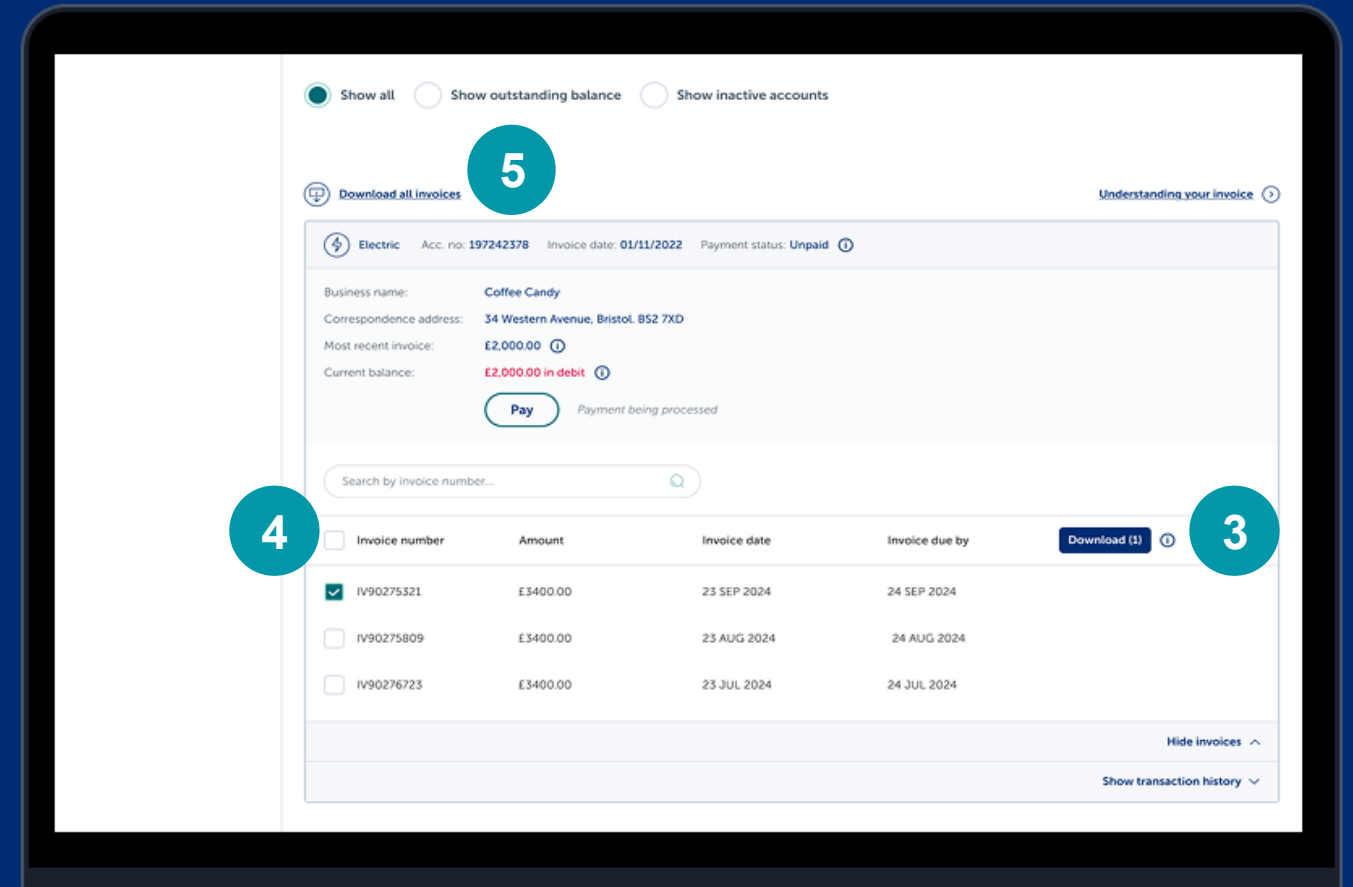 Show all Show outstanding balance Show inactive accounts
5
Download all invoices Understanding your invoice
Electric Acc. no: 197242378 Invoice date: 01/11/2022 Payment status: Unpaid
Business name: Coffee Candy
Correspondence address: 34 Western Avenue, Bristol. BS2 7XD
Most recent invoice: £2,000.00
Current balance: £2,000.00 in debit
Pay Payment being processed
Search by invoice number...
4 Invoice number Amount Invoice date Invoice due by Download (1) 3
IV90275321 £3400.00 23 SEP 2024 24 SEP 2024
IV90275809 £3400.00 23 AUG 2024 24 AUG 2024
IV90276723 £3400.00 23 JUL 2024 24 JUL 2024
Hide invoices
Show transaction history